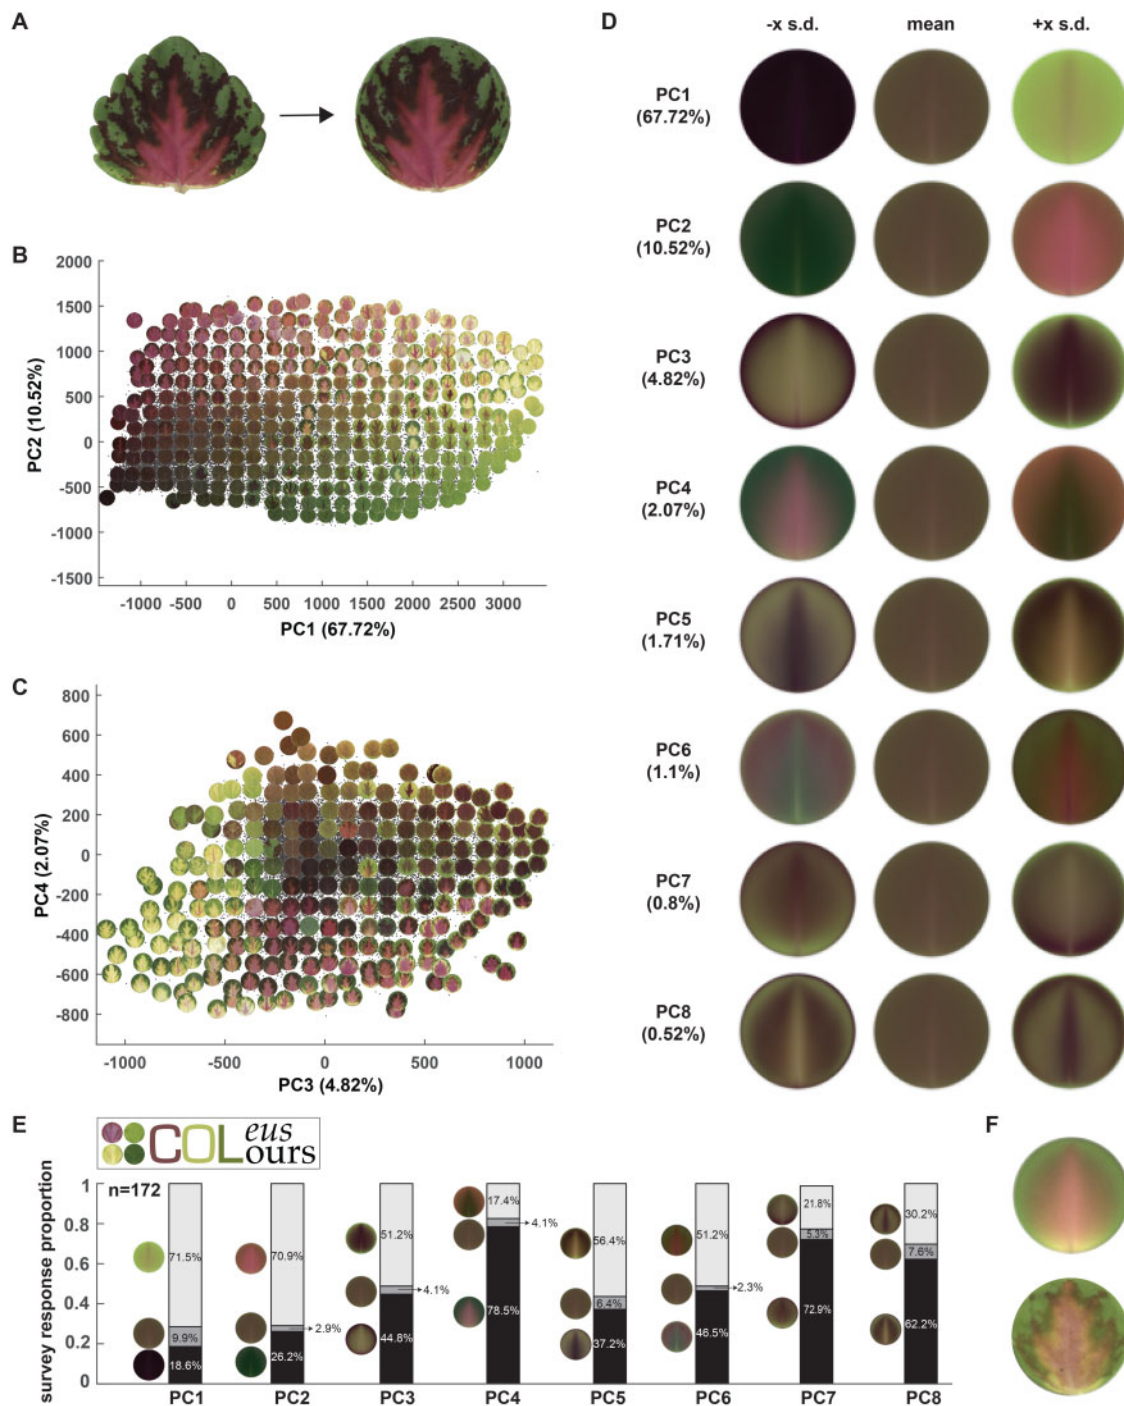 A
D
-x s.d. mean +x s.d.
PC1
(67.72%)
PC2
(10.52%)
PC3
(4.82%)
PC4
(2.07%)
PC5
(1.71%)
PC6
(1.1%)
PC7
(0.8%)
PC8
(0.52%)
B
PC2 (10.52%)
2000
1500
1000
500
0
-500
-1000
-1500
-1000 -500 0 500 1000 1500 2000 2500 3000
PC1 (67.72%)
C
PC4 (2.07%)
800
600
400
200
0
-200
-400
-600
-800
-1000 -500 0 500 1000
PC3 (4.82%)
E
COLeus
ours
n=172
survey response proportion
1
0.8
0.6
0.4
0.2
0
71.5%
9.9%
18.6%
70.9%
2.9%
26.2%
51.2%
4.1%
44.8%
17.4%
4.1%
78.5%
56.4%
6.4%
37.2%
51.2%
2.3%
46.5%
21.8%
5.3%
72.9%
30.2%
7.6%
62.2%
PC1 PC2 PC3 PC4 PC5 PC6 PC7 PC8
F